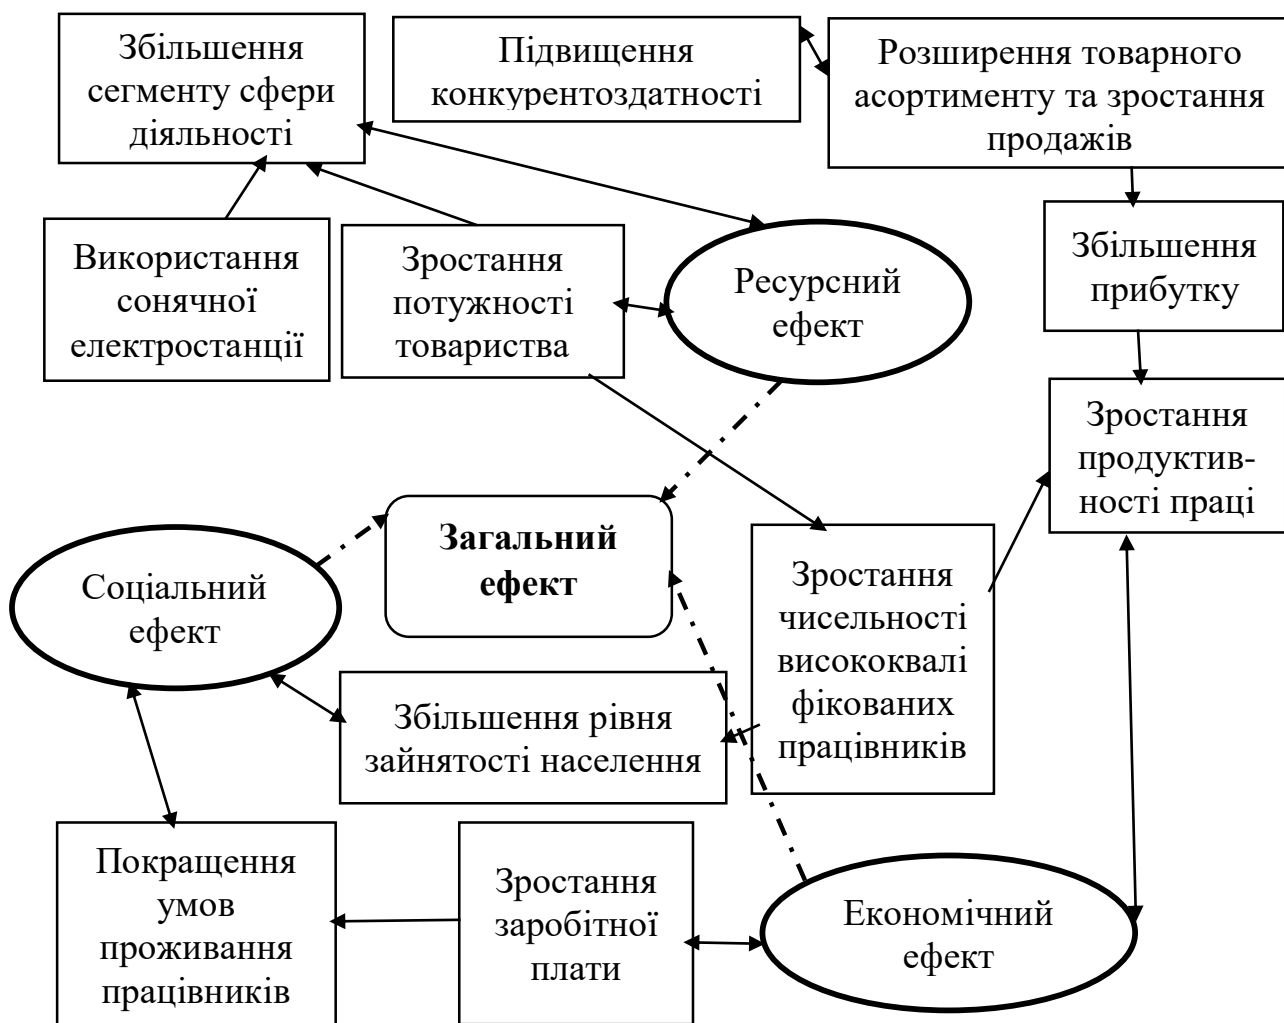 Збільшення
сегменту сфери
діяльності
Підвищення
конкурентоздатності
Розширення товарного
асортименту та зростання
продажів
Використання
сонячної
електростанції
Зростання
потужності
товариства
Ресурсний
ефект
Збільшення
прибутку
Зростання
продуктив-
ності праці
Загальний
ефект
Соціальний
ефект
Зростання
чисельності
висококвалі
фікованих
працівників
Збільшення рівня
зайнятості населення
Покращення
умов
проживання
працівників
Зростання
заробітної
плати
Економічний
ефект